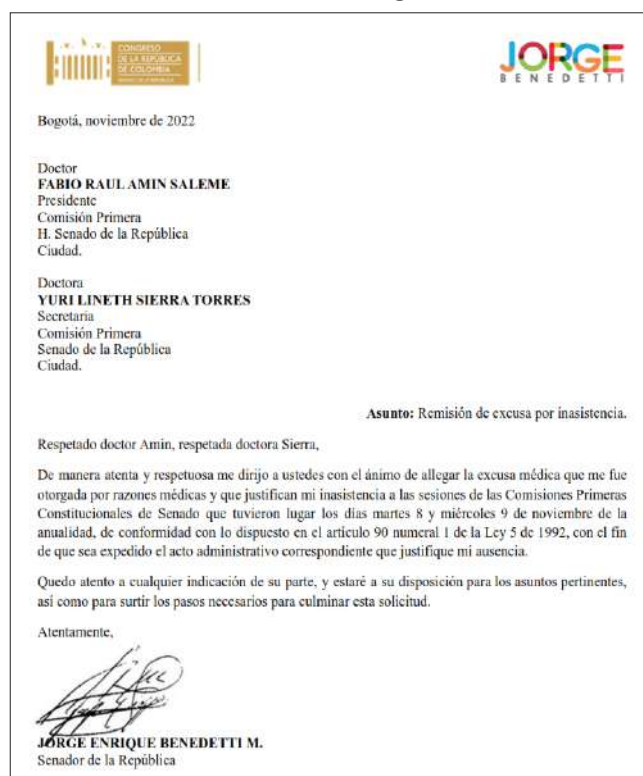 CONGRESO
DE LA REPÚBLICA
DE COLOMBIA
JORGE
BENEDETTI
Bogotá, noviembre de 2022
Doctor
FABIO RAUL AMIN SALEME
Presidente
Comisión Primera
H. Senado de la República
Ciudad.
Doctora
YURI LINETH SIERRA TORRES
Secretaria
Comisión Primera
Senado de la República
Ciudad.
Asunto: Remisión de excusa por inasistencia.
Respetado doctor Amin, respetada doctora Sierra,
De manera atenta y respetuosa me dirijo a ustedes con el ánimo de allegar la excusa médica que me fue
otorgada por razones médicas y que justifican mi inasistencia a las sesiones de las Comisiones Primeras
Constitucionales de Senado que tuvieron lugar los días martes 8 y miércoles 9 de noviembre de la
anualidad, de conformidad con lo dispuesto en el artículo 90 numeral 1 de la Ley 5 de 1992, con el fin
de que sea expedido el acto administrativo correspondiente que justifique mi ausencia.
Quedo atento a cualquier indicación de su parte, y estaré a su disposición para los asuntos pertinentes,
así como para surtir los pasos necesarios para culminar esta solicitud.
Atentamente,
JORGE ENRIQUE BENEDETTI M.
Senador de la República